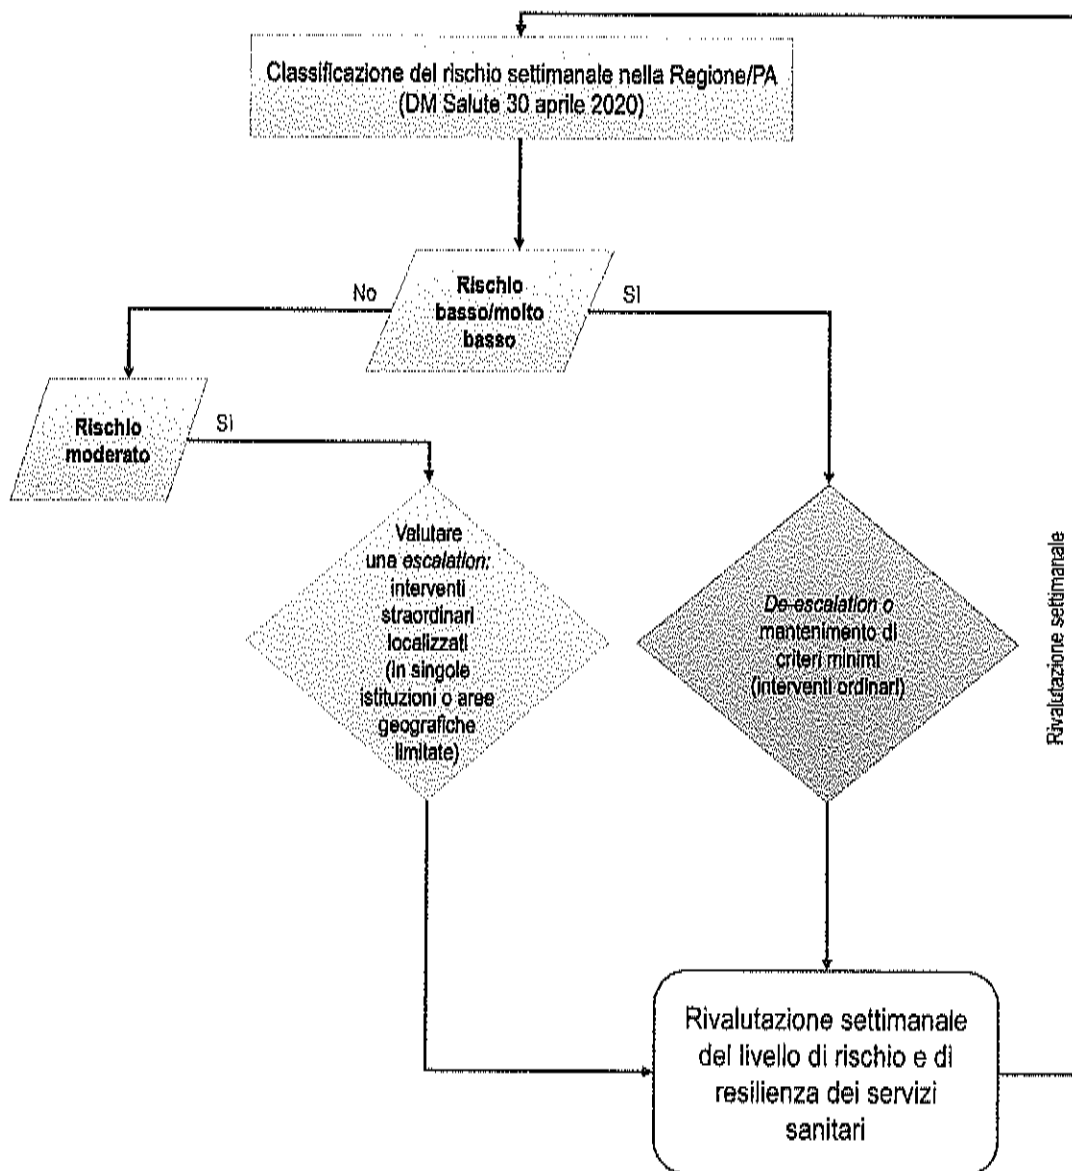 Classificazione del rischio settimanale nella Regione/PA
(DM Salute 30 aprile 2020)
Rischio
basso/molto
basso
No
Sì
Rischio
moderato
Sì
Valutare
una escalation:
interventi
straordinari
localizzati
(in singole
istituzioni o aree
geografiche
limitate)
De-escalation o
mantenimento di
criteri minimi
(interventi ordinari)
Rivalutazione settimanale
Rivalutazione settimanale
del livello di rischio e di
resilienza dei servizi
sanitari